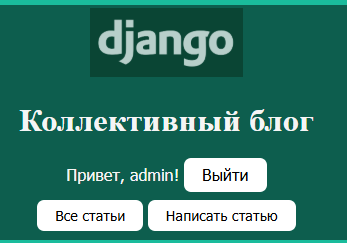 django
Коллективный блог
Привет, admin! Выйти
Все статьи Написать статью